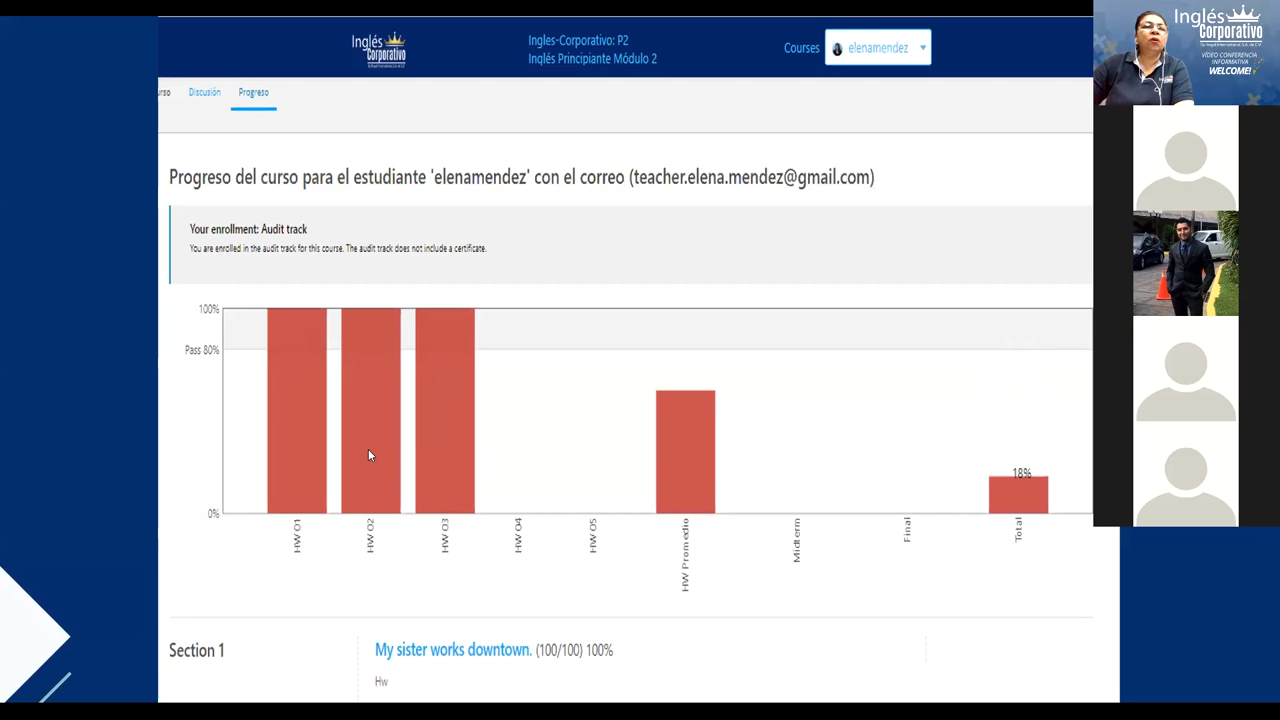 Inglés
Corporativo
Ingles-Corporativo: P2
Inglés Principiante Módulo 2
Courses
elenamendez
Inglés
Corporativo
VÍDEO CONFERENCIA
INFORMATIVA
WELCOME!
urso
Discusión
Progreso
Progreso del curso para el estudiante 'elenamendez' con el correo (teacher.elena.mendez@gmail.com)
Your enrollment: Audit track
You are enrolled in the audit track for this course. The audit track does not include a certificate.
100%
Pass 80%
0%
18%
HW 01
HW 02
HW 03
HW 04
HW 05
HW Promedio
Midterm
Final
Total
Section 1
My sister works downtown. (100/100) 100%
Hw